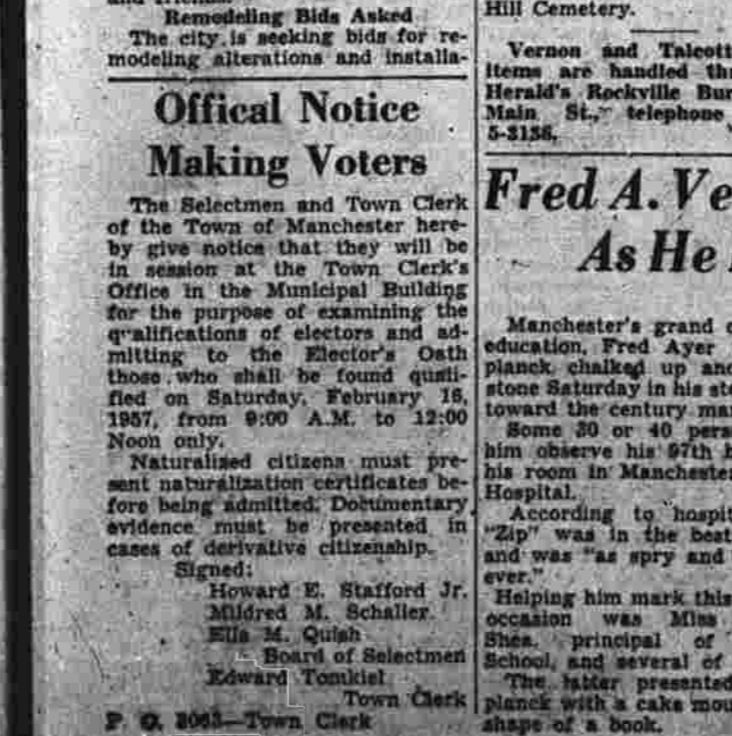 Remodeling Bids Asked
The city is seeking bids for re-
modeling alterations and installa-
Offical Notice
Making Voters
The Selectmen and Town Clerk
of the Town of Manchester here-
by give notice that they will be
in session at the Town Clerk's
Office in the Municipal Building
for the purpose of examining the
qualifications of electors and ad-
mitting to the Elector's Oath
those who shall be found quali-
fied on Saturday, February 16,
1957, from 9:00 A.M. to 12:00
Noon only.
Naturalized citizens must pre-
sent naturalization certificates be-
fore being admitted. Documentary
evidence must be presented in
cases of derivative citizenship.
Signed:
Howard E. Stafford Jr.
Mildred M. Schaller
Ella M. Quish
Board of Selectmen
Edward Tomkiel
Town Clerk
P. O. 2063—Town Clerk
Hill Cemetery.
Vernon and Talcott
items are handled
Herald's Rockville
Main St., telephone
5-3136.
Fred A. Ve
As He
Manchester's grand
education, Fred Ayer
planck chalked up
stone Saturday in his
toward the century
Some 30 or 40
him observe his 97th
his room in Manchester
Hospital.
According to
"Zip" was in the
and was "as spry and
ever."
Helping him mark this
occasion was Miss
Shea, principal of
School, and several of
The latter presented
planck with a cake
shape of a book.